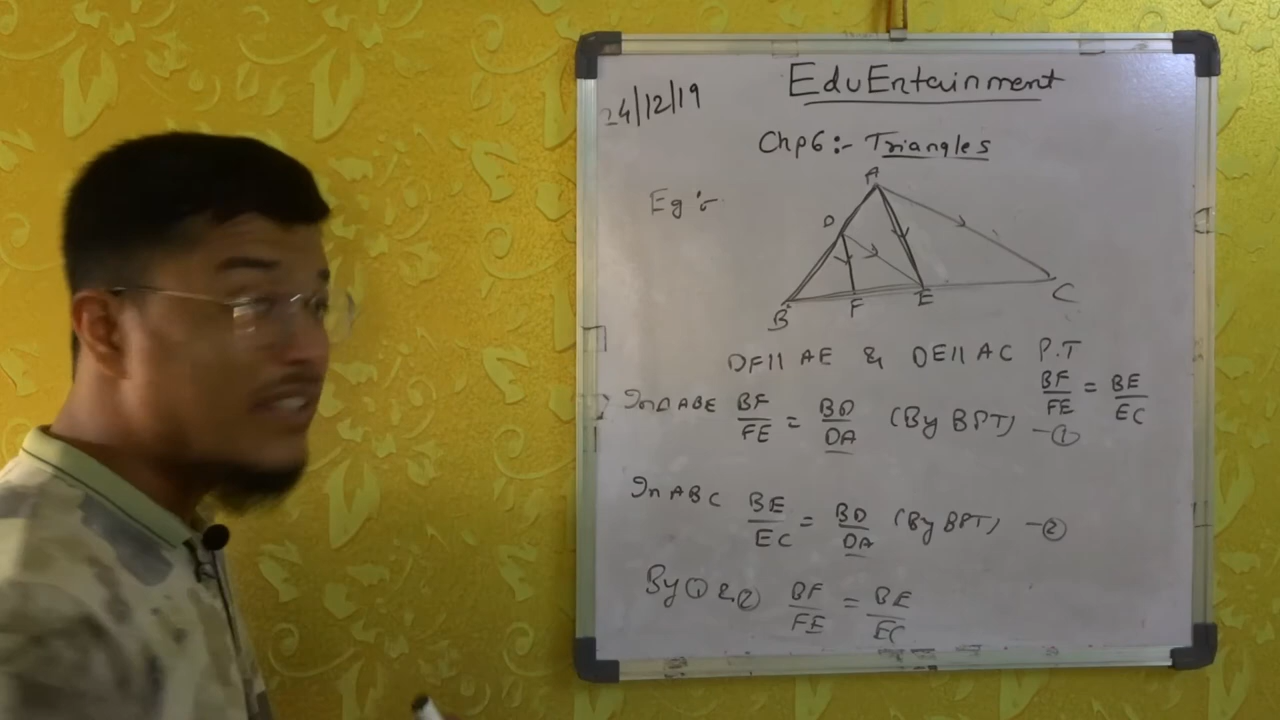 EduEntainment
24/12/19
Chp6:- Triangles
Eg:-
A
D
B F E C
DF || AE & DE || AC P.T
BF/FE = BE/EC
In △ABE BF/FE = BD/DA (By BPT) -①
In ABC BE/EC = BD/DA (By BPT) -②
By ① & ② BF/FE = BE/EC